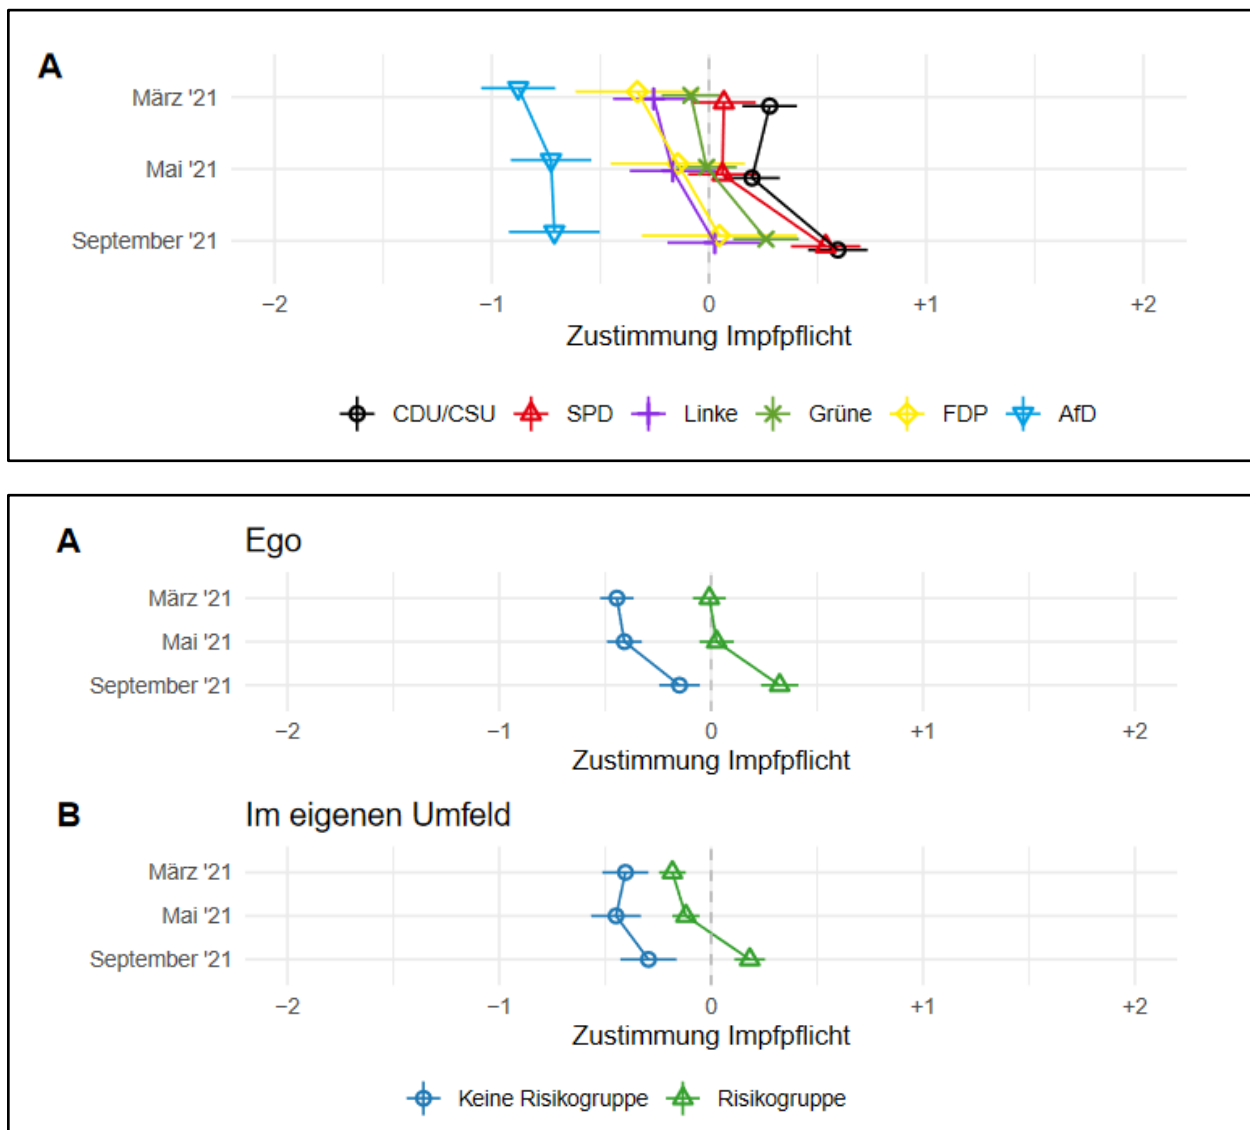 A
März '21
Mai '21
September '21
−2 −1 0 +1 +2
Zustimmung Impfpflicht
CDU/CSU SPD Linke Grüne FDP AfD
A Ego
März '21
Mai '21
September '21
−2 −1 0 +1 +2
Zustimmung Impfpflicht
B Im eigenen Umfeld
März '21
Mai '21
September '21
−2 −1 0 +1 +2
Zustimmung Impfpflicht
Keine Risikogruppe Risikogruppe